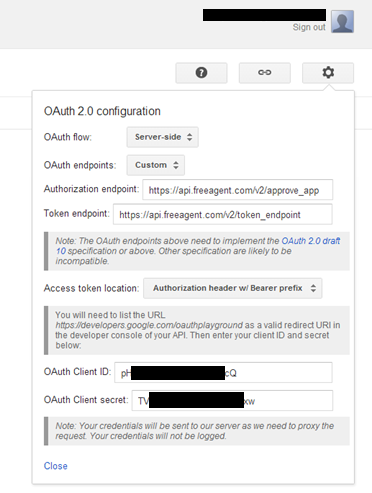 Sign out
OAuth 2.0 configuration
OAuth flow: Server-side
OAuth endpoints: Custom
Authorization endpoint: https://api.freeagent.com/v2/approve_app
Token endpoint: https://api.freeagent.com/v2/token_endpoint
Note: The OAuth endpoints above need to implement the OAuth 2.0 draft
10 specification or above. Other specification are likely to be
incompatible.
Access token location: Authorization header w/ Bearer prefix
You will need to list the URL
https://developers.google.com/oauthplayground as a valid redirect URI in
the developer console of your API. Then enter your client ID and secret
below:
OAuth Client ID: pH cQ
OAuth Client secret: TV xw
Note: Your credentials will be sent to our server as we need to proxy the
request. Your credentials will not be logged.
Close